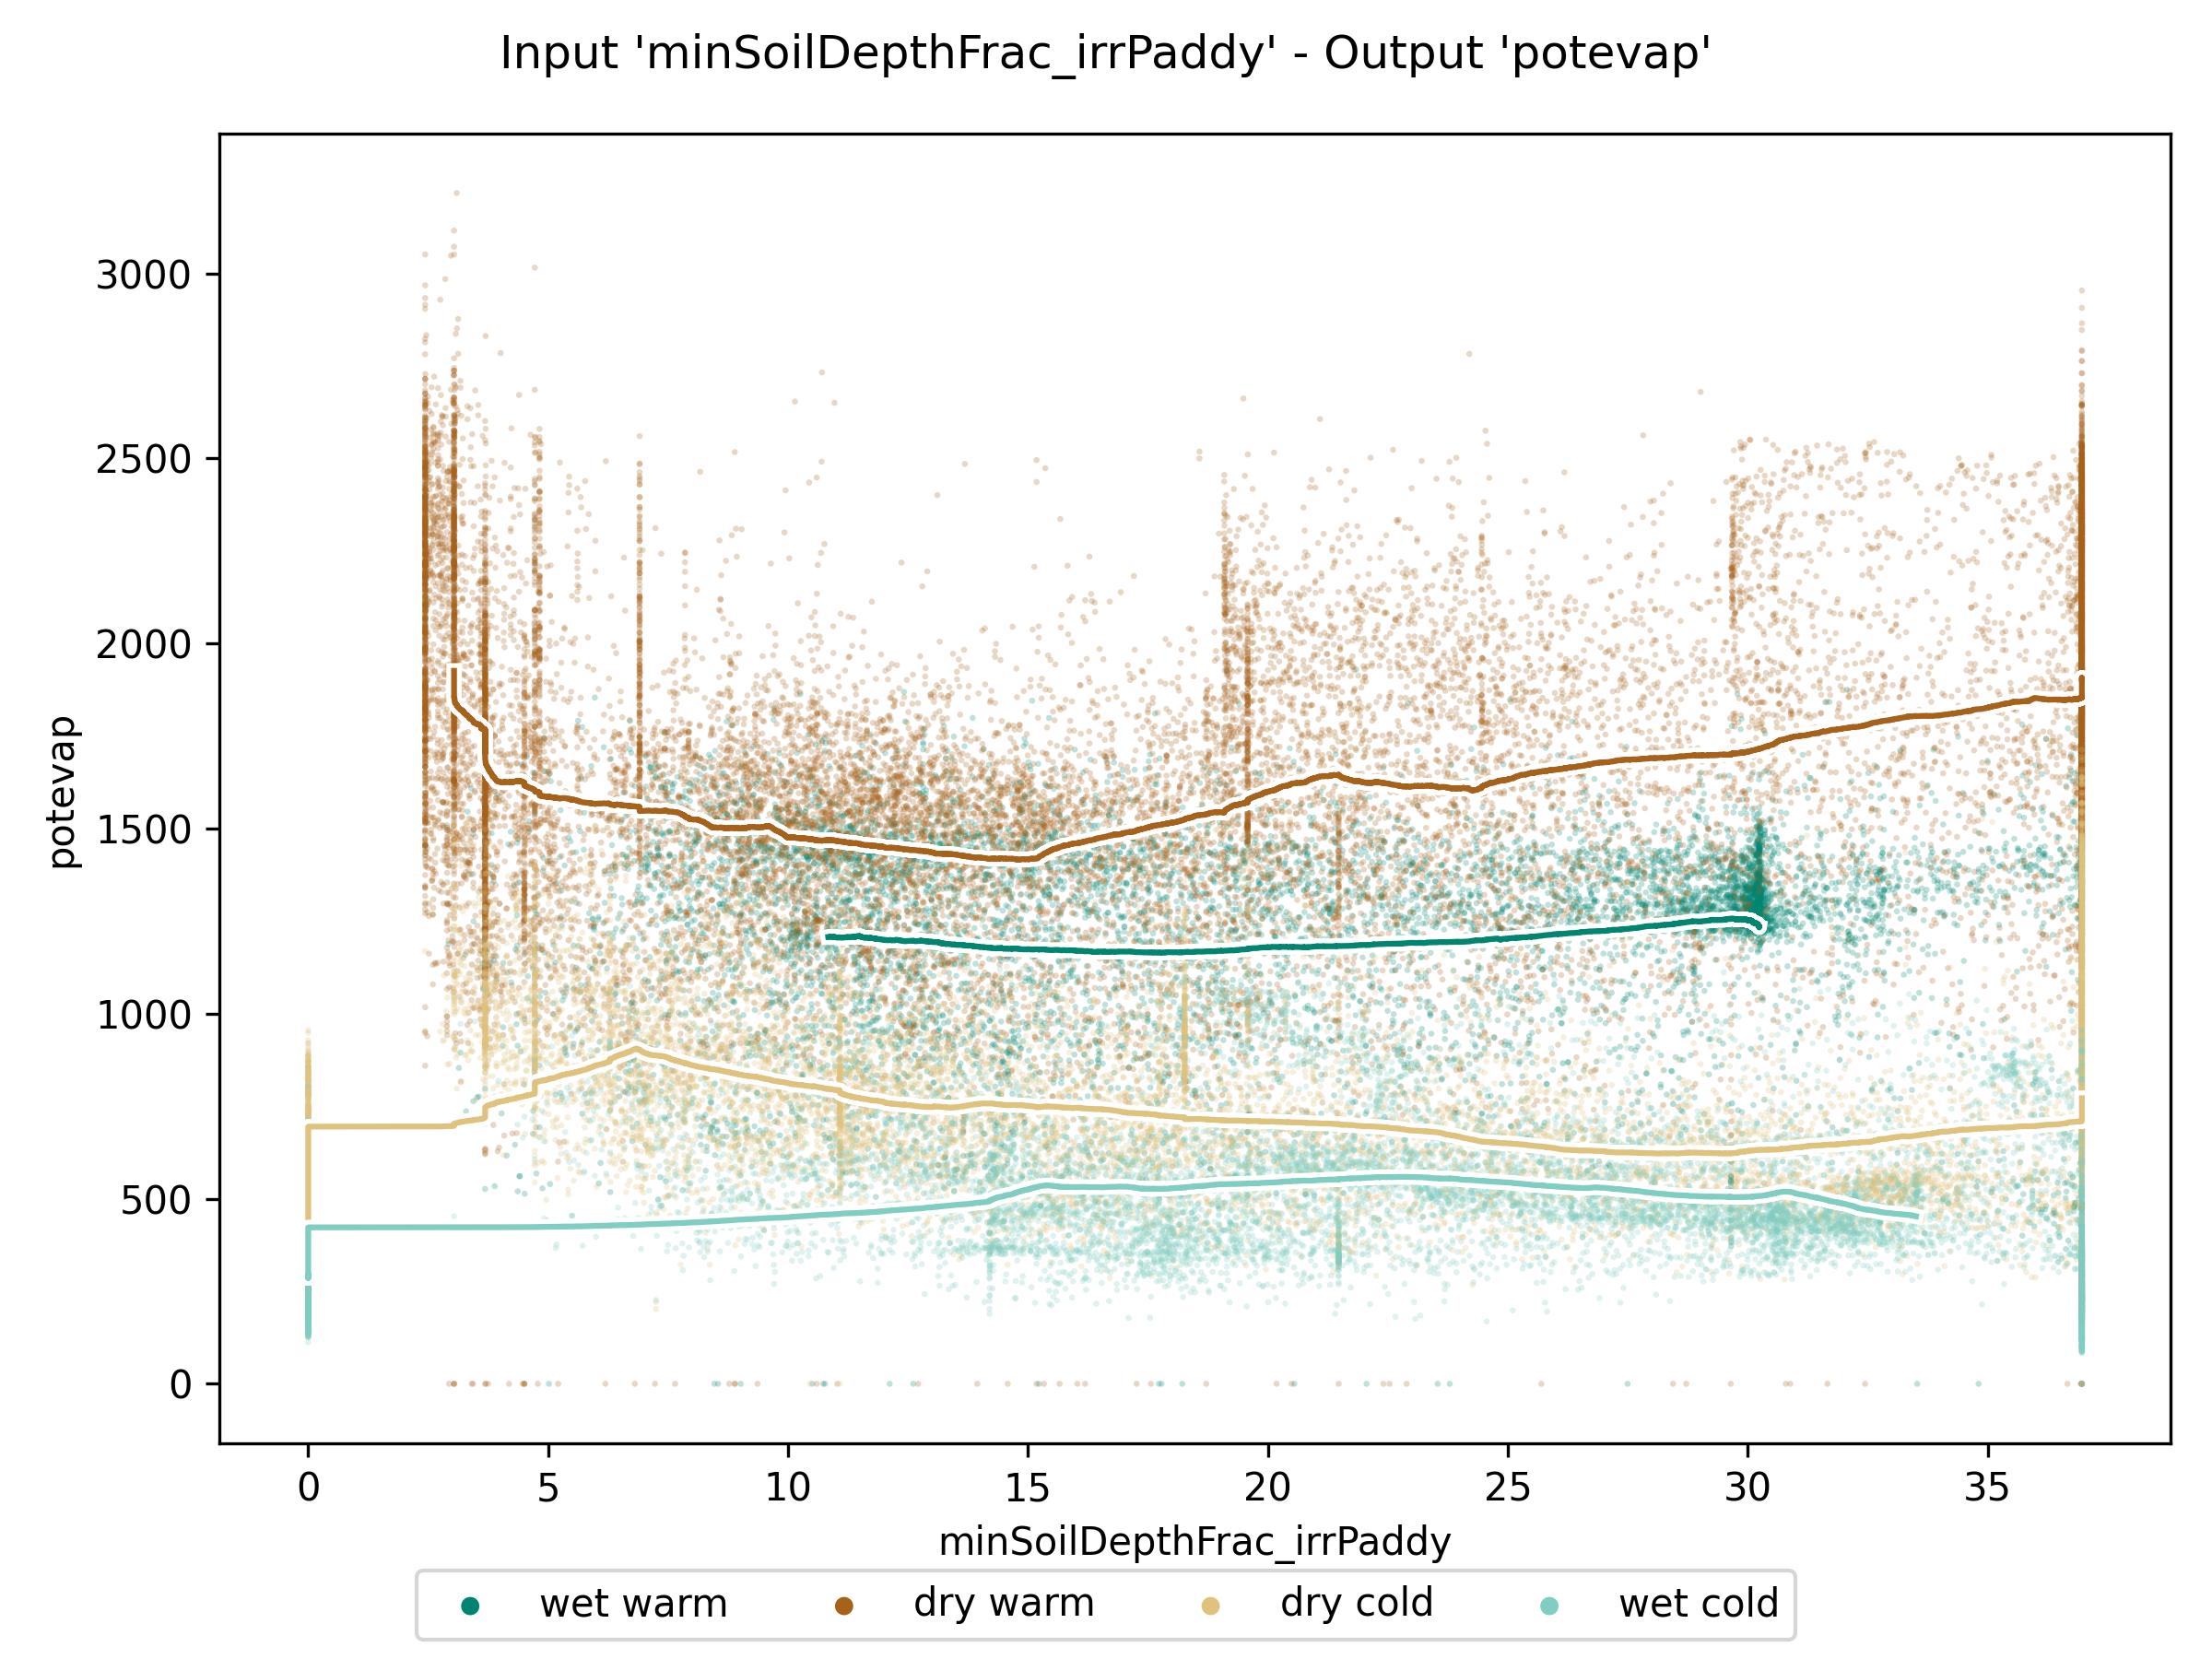 Input 'minSoilDepthFrac_irrPaddy' - Output 'potevap'
3000
2500
2000
1500
1000
500
0
potevap
0 5 10 15 20 25 30 35
minSoilDepthFrac_irrPaddy
wet warm dry warm dry cold wet cold